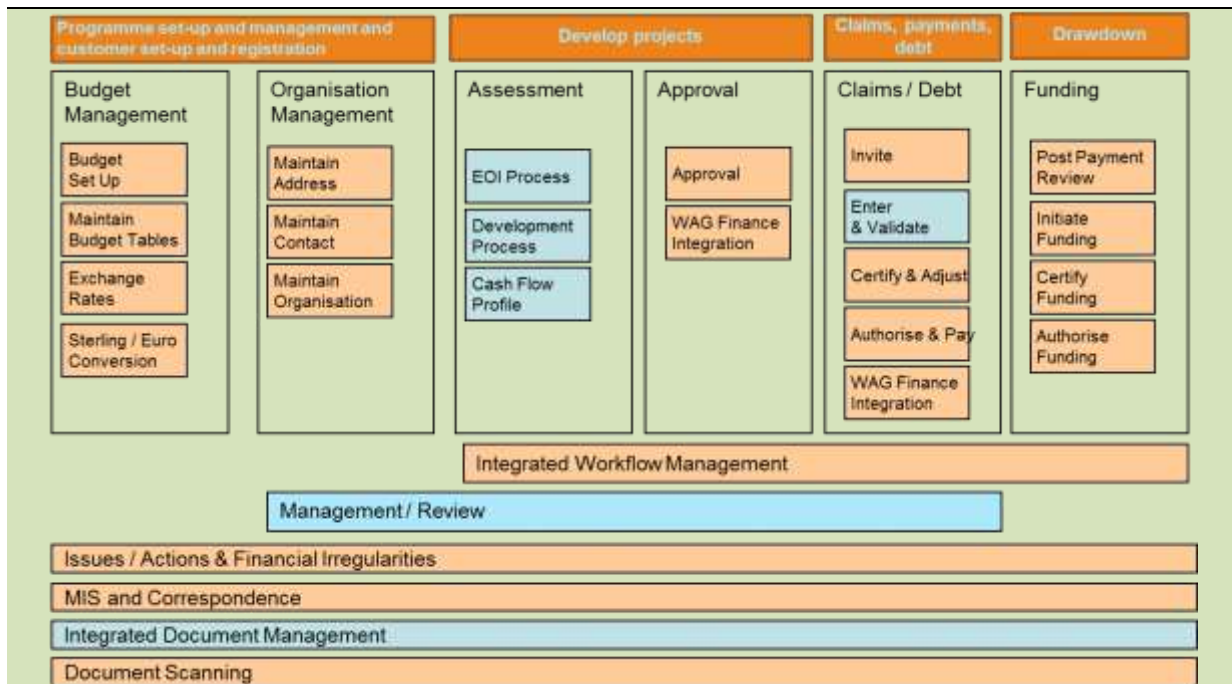 Programme set-up and management and
customer set-up and registration
Develop projects
Claims, payments,
debt
Drawdown
Budget
Management
Budget
Set Up
Maintain
Budget Tables
Exchange
Rates
Sterling / Euro
Conversion
Organisation
Management
Maintain
Address
Maintain
Contact
Maintain
Organisation
Assessment
EOI Process
Development
Process
Cash Flow
Profile
Approval
Approval
WAG Finance
Integration
Claims / Debt
Invite
Enter
& Validate
Certify & Adjust
Authorise & Pay
WAG Finance
Integration
Funding
Post Payment
Review
Initiate
Funding
Certify
Funding
Authorise
Funding
Integrated Workflow Management
Management / Review
Issues / Actions & Financial Irregularities
MIS and Correspondence
Integrated Document Management
Document Scanning